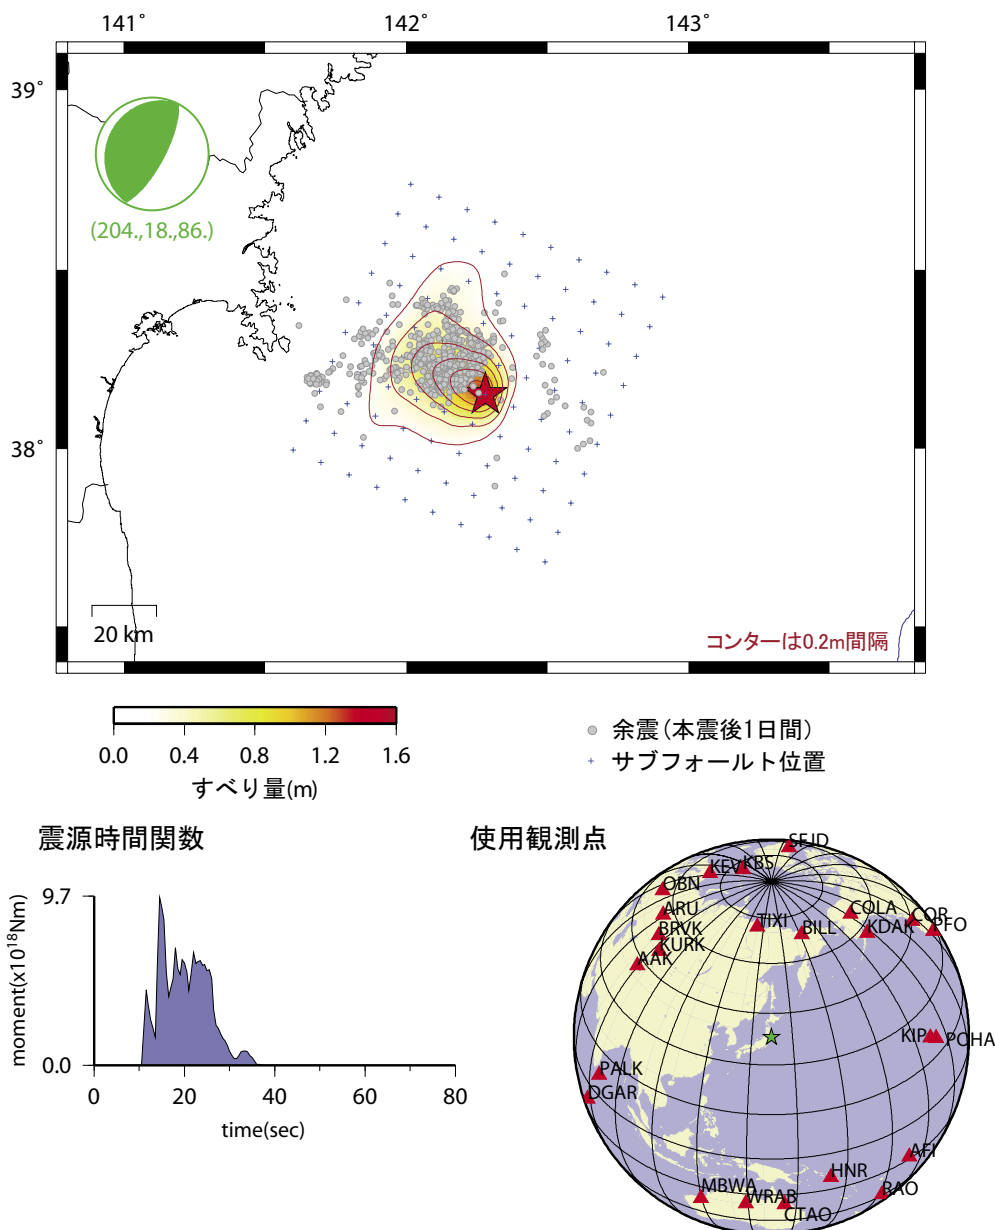 141° 142° 143°
39°
(204.,18.,86.)
38°
20 km
コンターは0.2m間隔
0.0 0.4 0.8 1.2 1.6
すべり量(m)
余震(本震後1日間)
サブフォールト位置
震源時間関数
9.7
moment(x10¹⁸Nm)
0.0
0 20 40 60 80
time(sec)
使用観測点
SFJD
KEV KBS
OBN
ARU
COLA
COR
BRVK
TIXI
BILL
KDAK
PFO
KURK
AAK
KIP
POHA
PALK
DGAR
AFI
HNR
MBWA
WRAB
RAO
CTAO